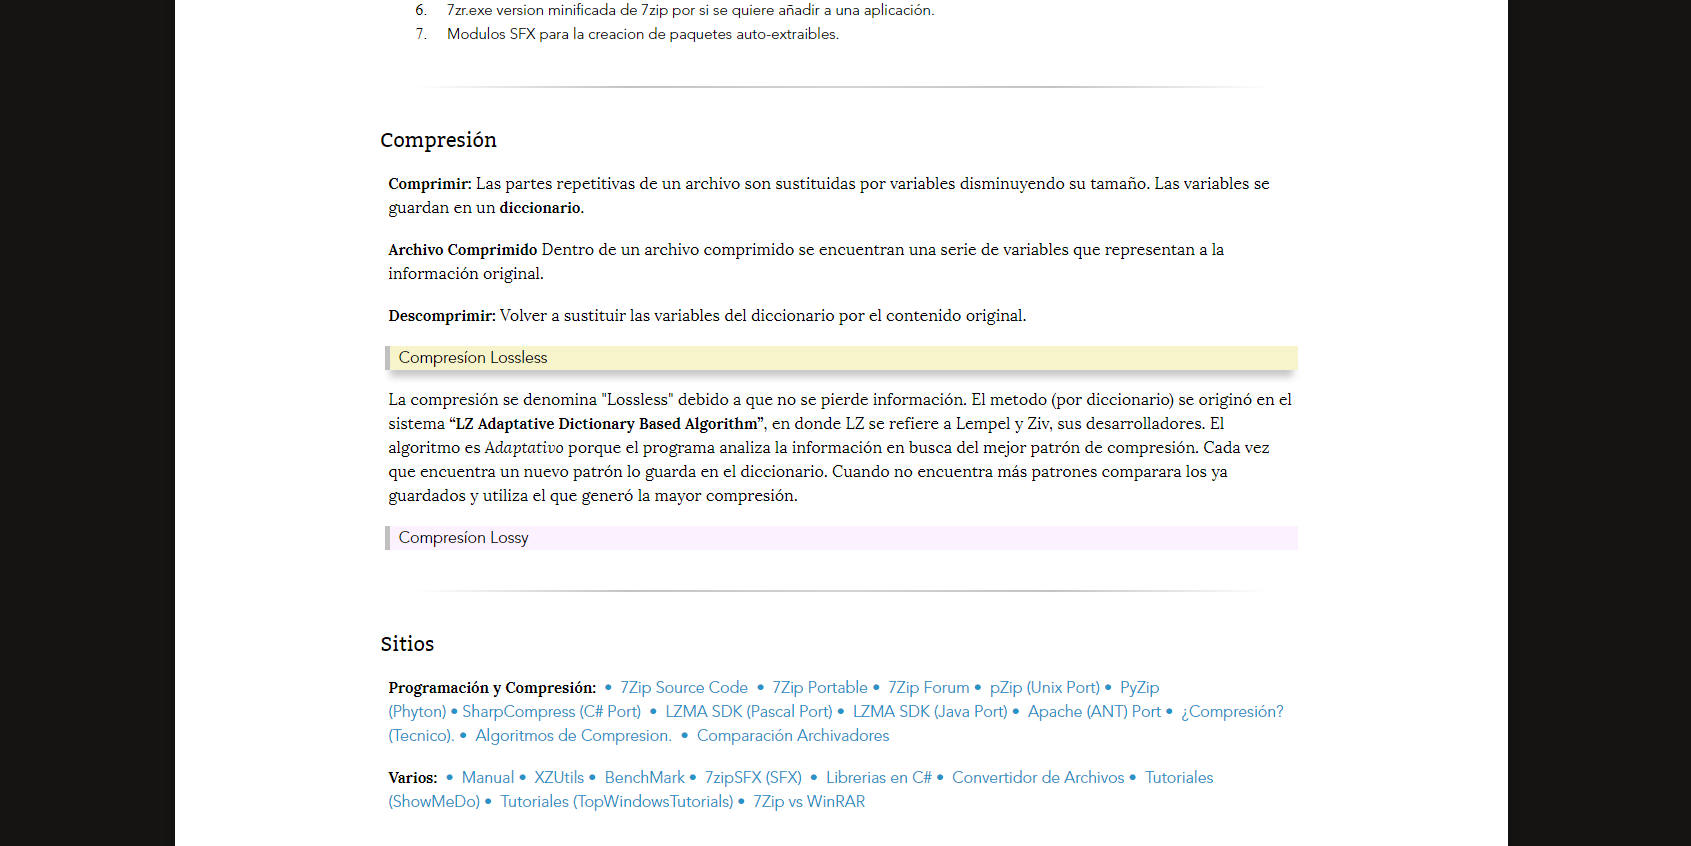 6. 7zr.exe version minificada de 7zip por si se quiere añadir a una aplicación.
7. Modulos SFX para la creacion de paquetes auto-extraibles.
Compresión
Comprimir: Las partes repetitivas de un archivo son sustituidas por variables disminuyendo su tamaño. Las variables se
guardan en un diccionario.
Archivo Comprimido Dentro de un archivo comprimido se encuentran una serie de variables que representan a la
información original.
Descomprimir: Volver a sustituir las variables del diccionario por el contenido original.
Compresíon Lossless
La compresión se denomina "Lossless" debido a que no se pierde información. El metodo (por diccionario) se originó en el
sistema “LZ Adaptative Dictionary Based Algorithm”, en donde LZ se refiere a Lempel y Ziv, sus desarrolladores. El
algoritmo es Adaptativo porque el programa analiza la información en busca del mejor patrón de compresión. Cada vez
que encuentra un nuevo patrón lo guarda en el diccionario. Cuando no encuentra más patrones comparara los ya
guardados y utiliza el que generó la mayor compresión.
Compresíon Lossy
Sitios
Programación y Compresión: • 7Zip Source Code • 7Zip Portable • 7Zip Forum • pZip (Unix Port) • PyZip
(Phyton) • SharpCompress (C# Port) • LZMA SDK (Pascal Port) • LZMA SDK (Java Port) • Apache (ANT) Port • ¿Compresión?
(Tecnico). • Algoritmos de Compresion. • Comparación Archivadores
Varios: • Manual • XZUtils • BenchMark • 7zipSFX (SFX) • Librerias en C# • Convertidor de Archivos • Tutoriales
(ShowMeDo) • Tutoriales (TopWindowsTutorials) • 7Zip vs WinRAR